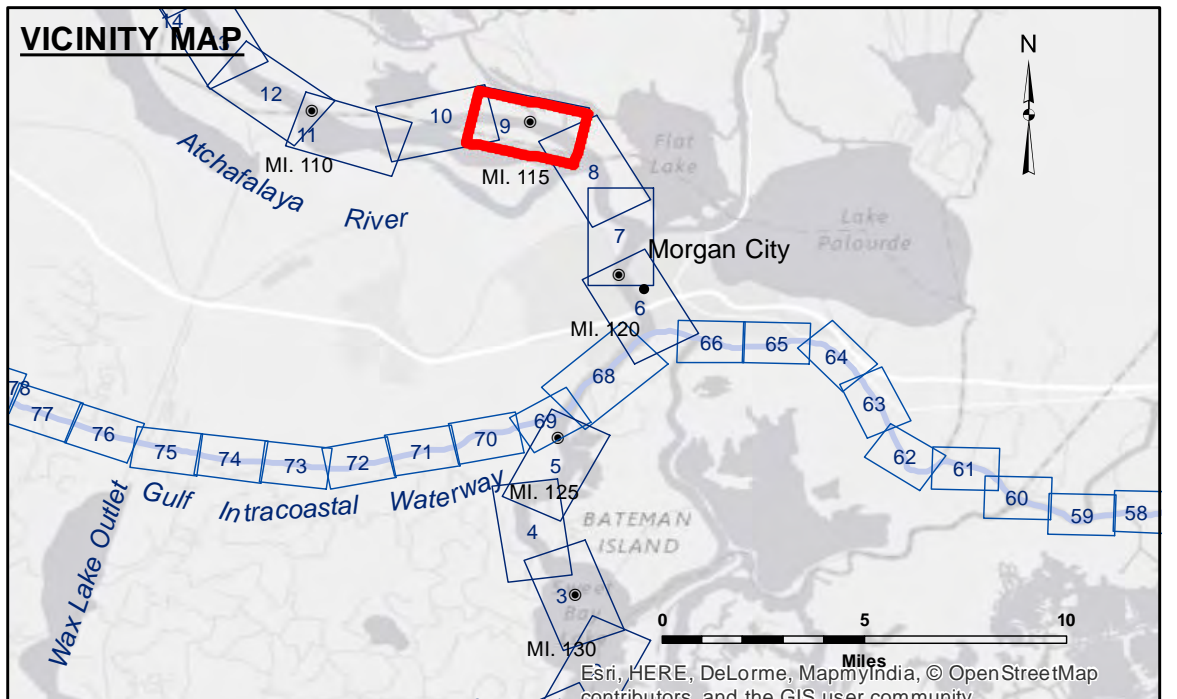 VICINITY MAP
N
14
12
11
10
9
8
7
6
MI. 110
MI. 115
Atchafalaya River
Flat Lake
Lake Palourde
Morgan City
MI. 120
66
65
64
63
62
61
60
59
58
68
69
70
71
72
73
74
75
76
77
78
5
MI. 125
4
3
MI. 130
Gulf Intracoastal Waterway
Wax Lake Outlet
BATEMAN ISLAND
Sweet Bay
0 5 10
Miles
Esri, HERE, DeLorme, MapmyIndia, © OpenStreetMap
contributors, and the GIS user community